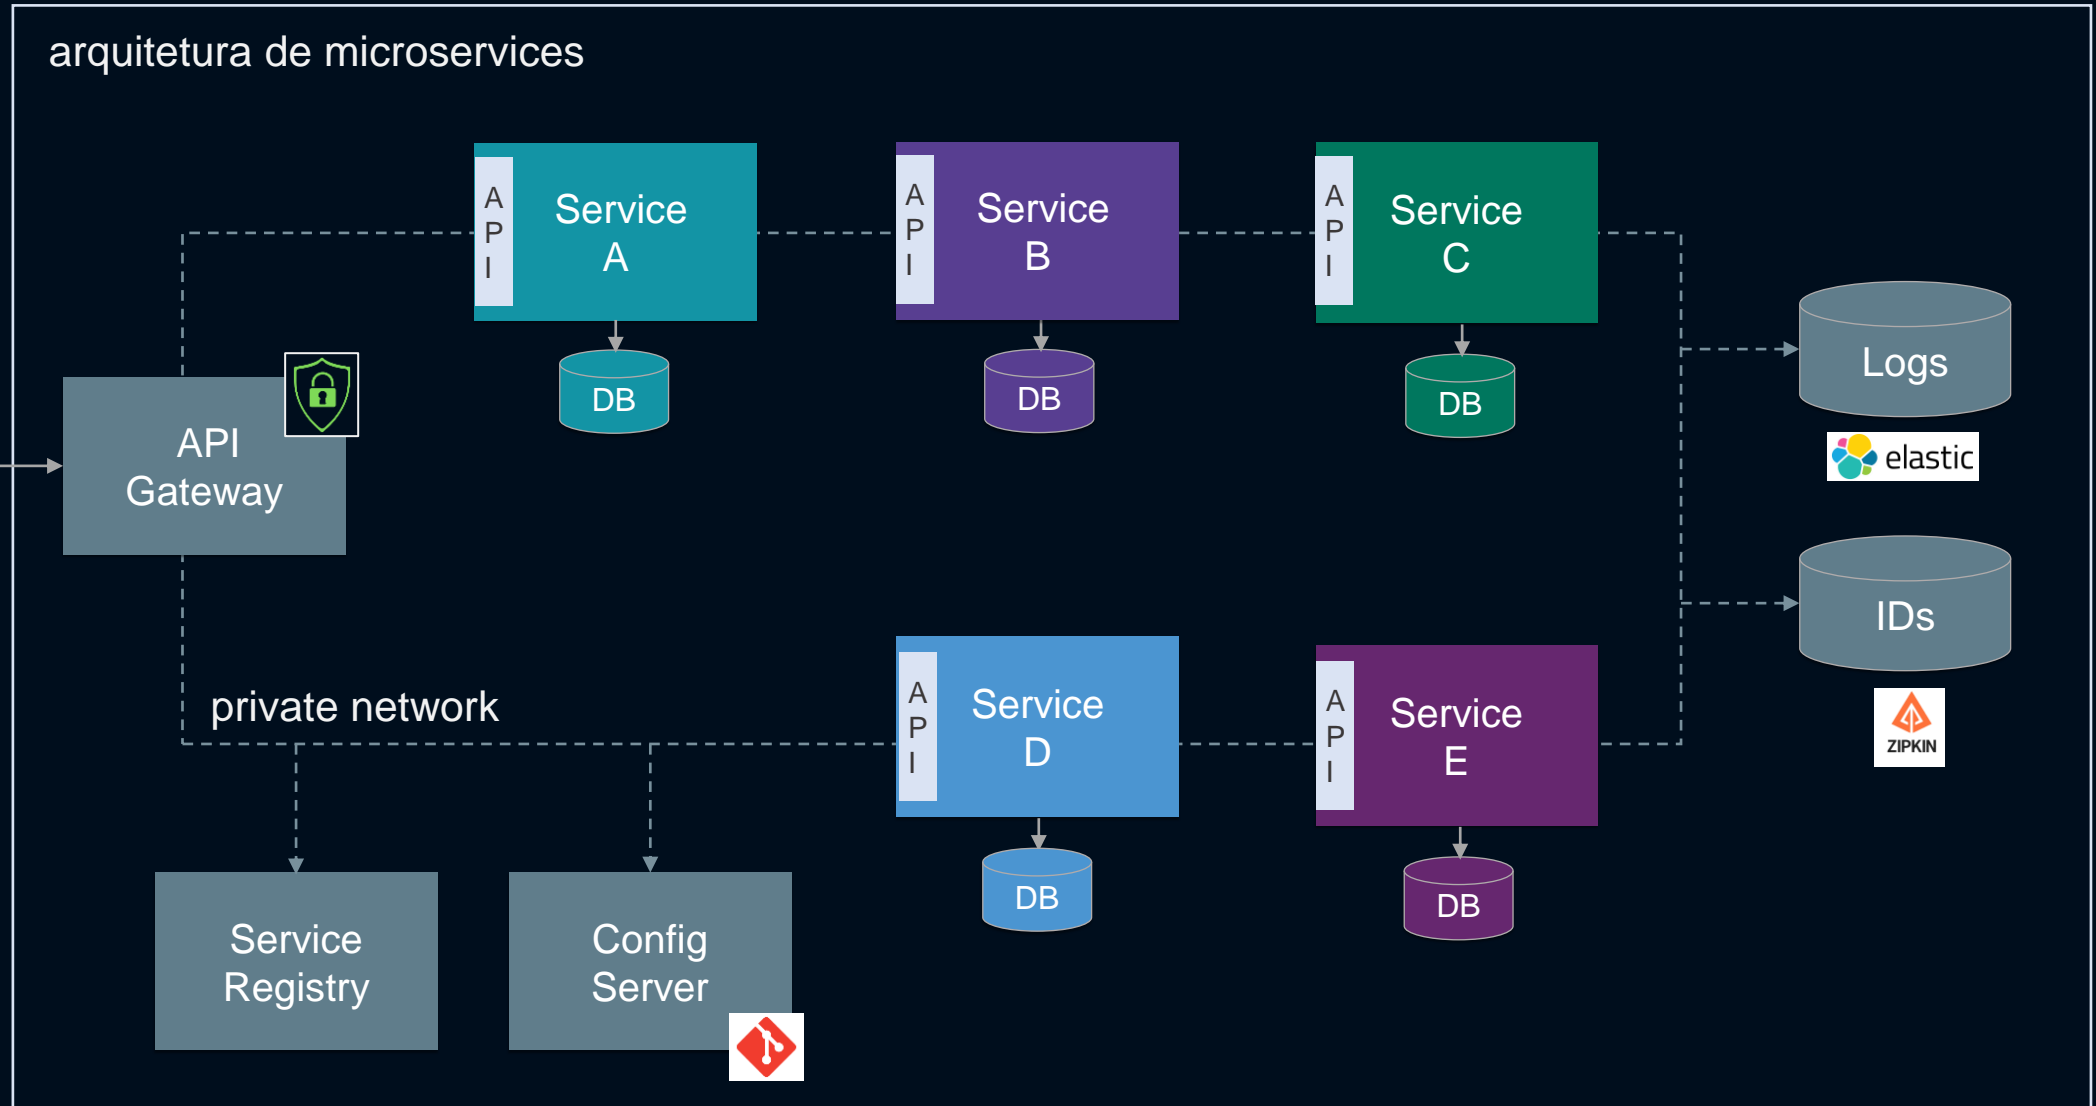 arquitetura de microservices
A
P
I
Service
A
A
P
I
Service
B
A
P
I
Service
C
DB
DB
DB
Logs
elastic
API
Gateway
IDs
ZIPKIN
private network
A
P
I
Service
D
A
P
I
Service
E
DB
DB
Service
Registry
Config
Server